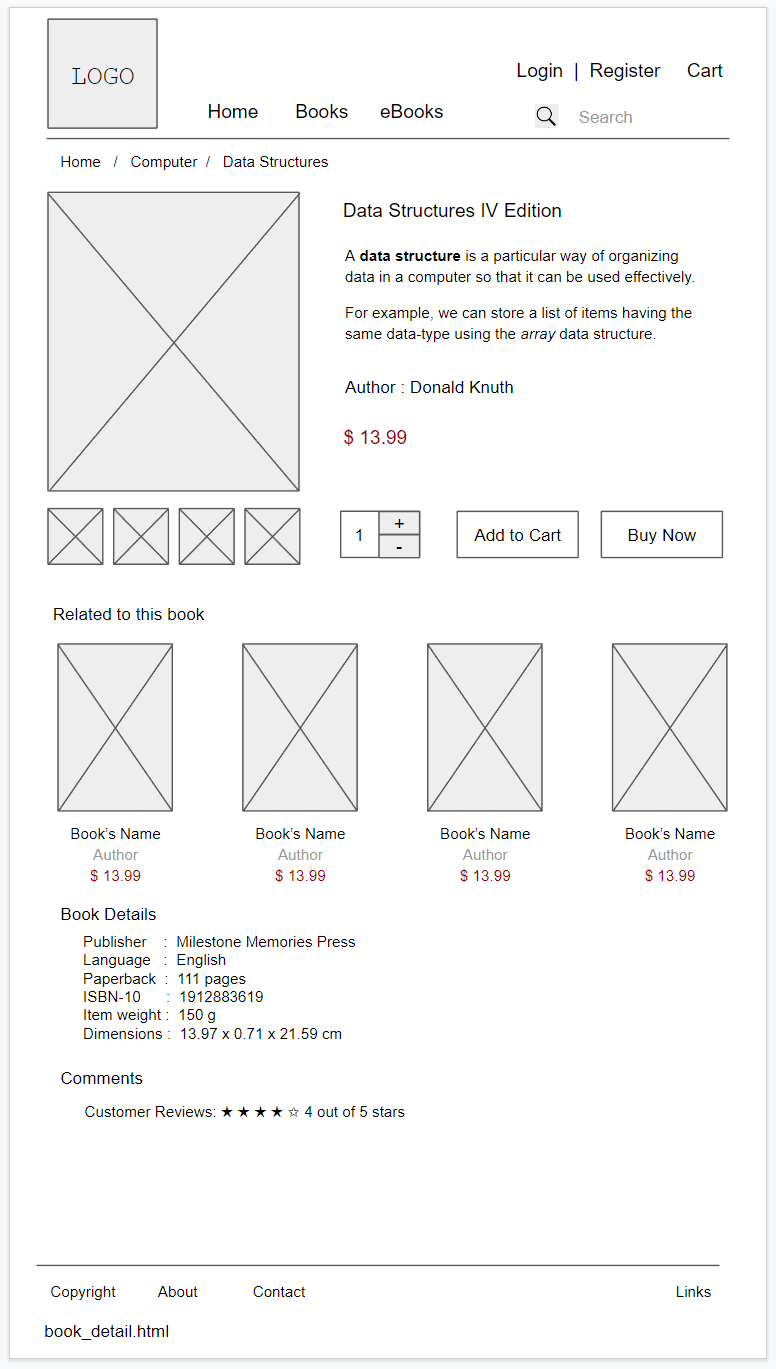 LOGO
Login | Register Cart
Home Books eBooks
Search
Home / Computer / Data Structures
Data Structures IV Edition
A data structure is a particular way of organizing
data in a computer so that it can be used effectively.
For example, we can store a list of items having the
same data-type using the array data structure.
Author : Donald Knuth
$ 13.99
1 + -
Add to Cart
Buy Now
Related to this book
Book’s Name Book’s Name Book’s Name Book’s Name
Author Author Author Author
$ 13.99 $ 13.99 $ 13.99 $ 13.99
Book Details
Publisher : Milestone Memories Press
Language : English
Paperback : 111 pages
ISBN-10 : 1912883619
Item weight : 150 g
Dimensions : 13.97 x 0.71 x 21.59 cm
Comments
Customer Reviews: ★ ★ ★ ★ ☆ 4 out of 5 stars
Copyright About Contact Links
book_detail.html